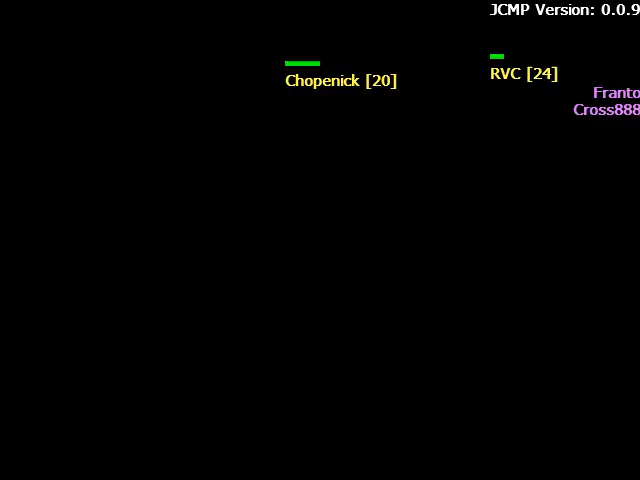 JCMP Version: 0.0.9
Chopenick [20]
RVC [24]
Franto
Cross888